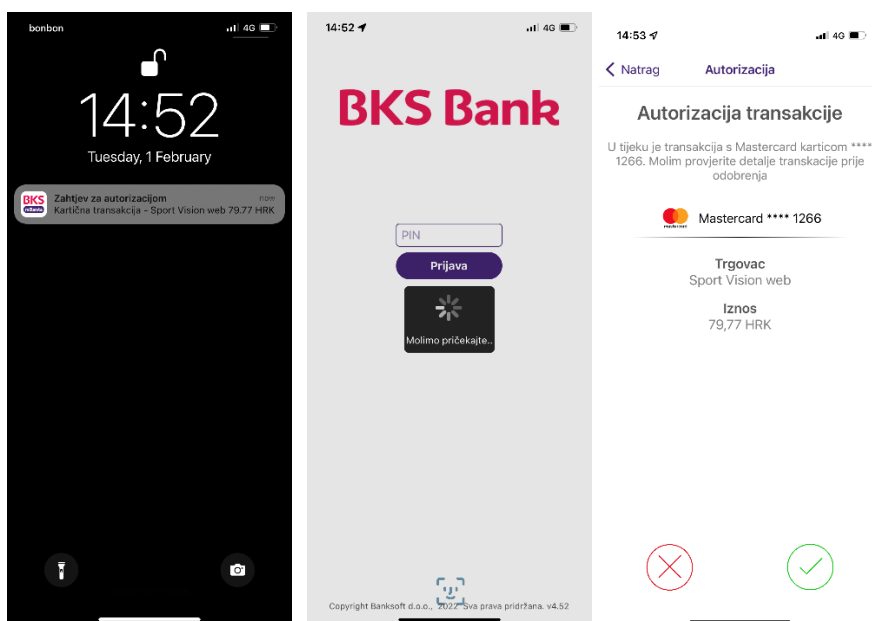 bonbon
4G
14:52
Tuesday, 1 February
BKS
mBanka
Zahtjev za autorizacijom
now
Kartična transakcija - Sport Vision web 79.77 HRK
14:52
4G
BKS Bank
PIN
Prijava
Molimo pričekajte..
Copyright Banksoft d.o.o., 2022 Sva prava pridržana. v4.52
14:53
4G
Natrag
Autorizacija
Autorizacija transakcije
U tijeku je transakcija s Mastercard karticom ****
1266. Molim provjerite detalje transkacije prije
odobrenja
mastercard
Mastercard **** 1266
Trgovac
Sport Vision web
Iznos
79,77 HRK